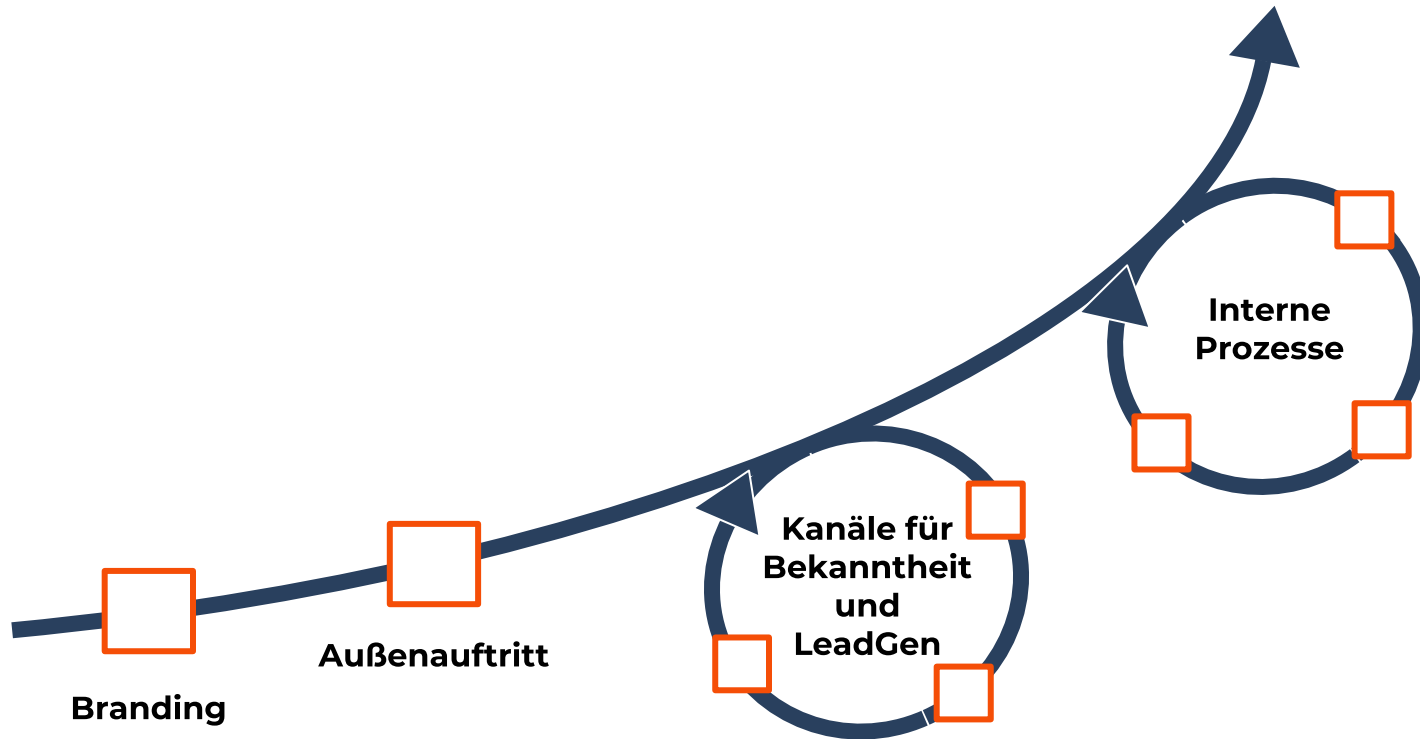 Branding
Außenauftritt
Kanäle für
Bekanntheit
und
LeadGen
Interne
Prozesse